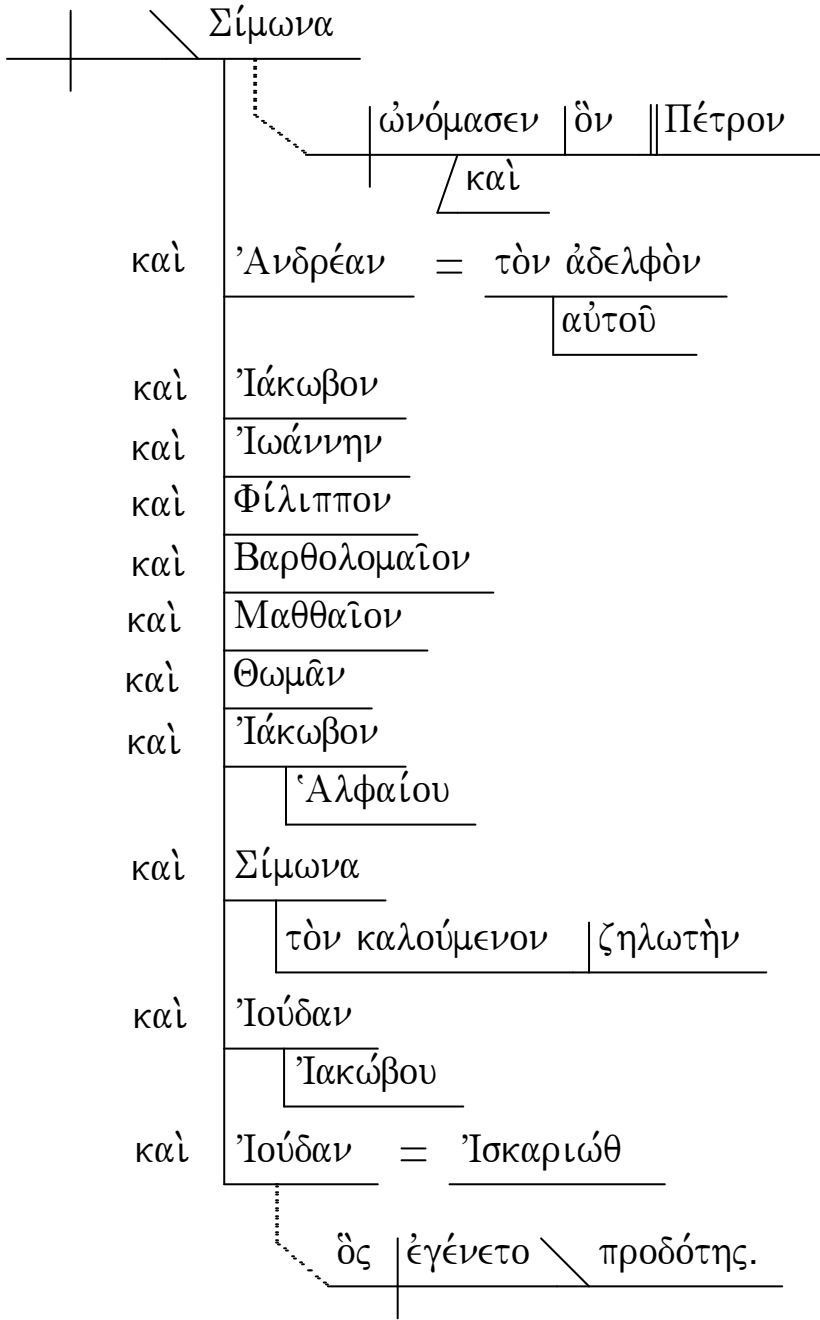 Σίμωνα
ὠνόμασεν ὃν Πέτρον
καὶ
καὶ Ἀνδρέαν = τὸν ἀδελφὸν
αὐτοῦ
καὶ Ἰάκωβον
καὶ Ἰωάννην
καὶ Φίλιππον
καὶ Βαρθολομαῖον
καὶ Μαθθαῖον
καὶ Θωμᾶν
καὶ Ἰάκωβον
Ἁλφαίου
καὶ Σίμωνα
τὸν καλούμενον ζηλωτὴν
καὶ Ἰούδαν
Ἰακώβου
καὶ Ἰούδαν = Ἰσκαριώθ
ὃς ἐγένετο προδότης.